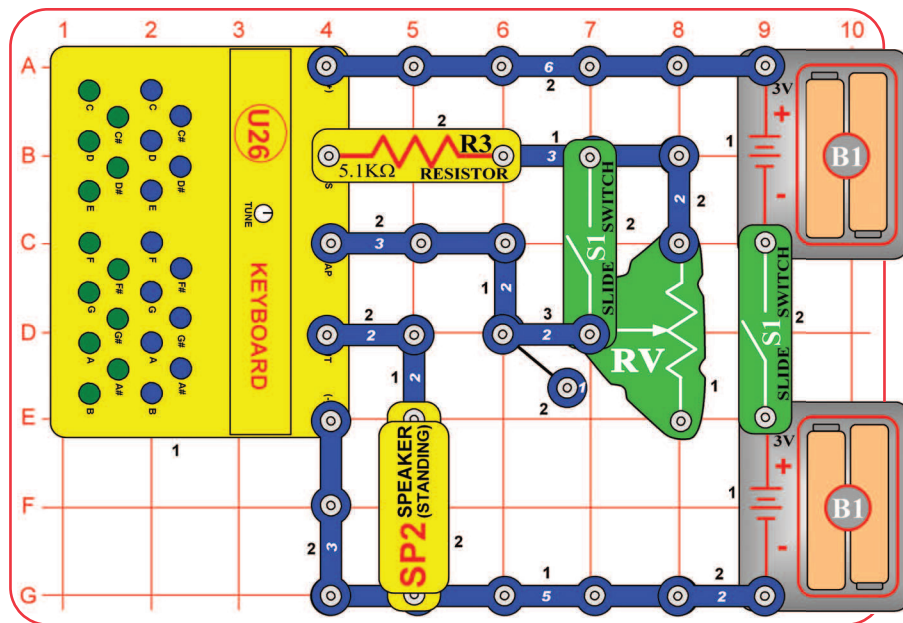 1 2 3 4 5 6 7 8 9 10
A
B
C
D
E
F
G
U26
KEYBOARD
TUNE
C
C#
D
D#
E
F
F#
G
G#
A
A#
B
C
C#
D
D#
E
F
F#
G
G#
A
A#
B
1
6
2
2
R3
5.1KΩ
RESISTOR
1
3
2
2
2
3
AP
1
2
2
2
T
3
2
1
2
1
2
S1
SLIDE SWITCH
2
RV
1
SP2
SPEAKER
(STANDING)
2
2
3
1
5
2
2
3V
+
-
1
B1
S1
SLIDE SWITCH
2
3V
+
-
1
B1